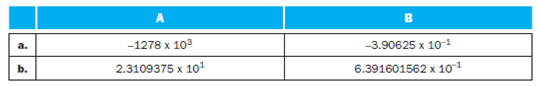 A B
a. –1278 x 10³ –3.90625 x 10⁻¹
b. 2.3109375 x 10¹ 6.391601562 x 10⁻¹